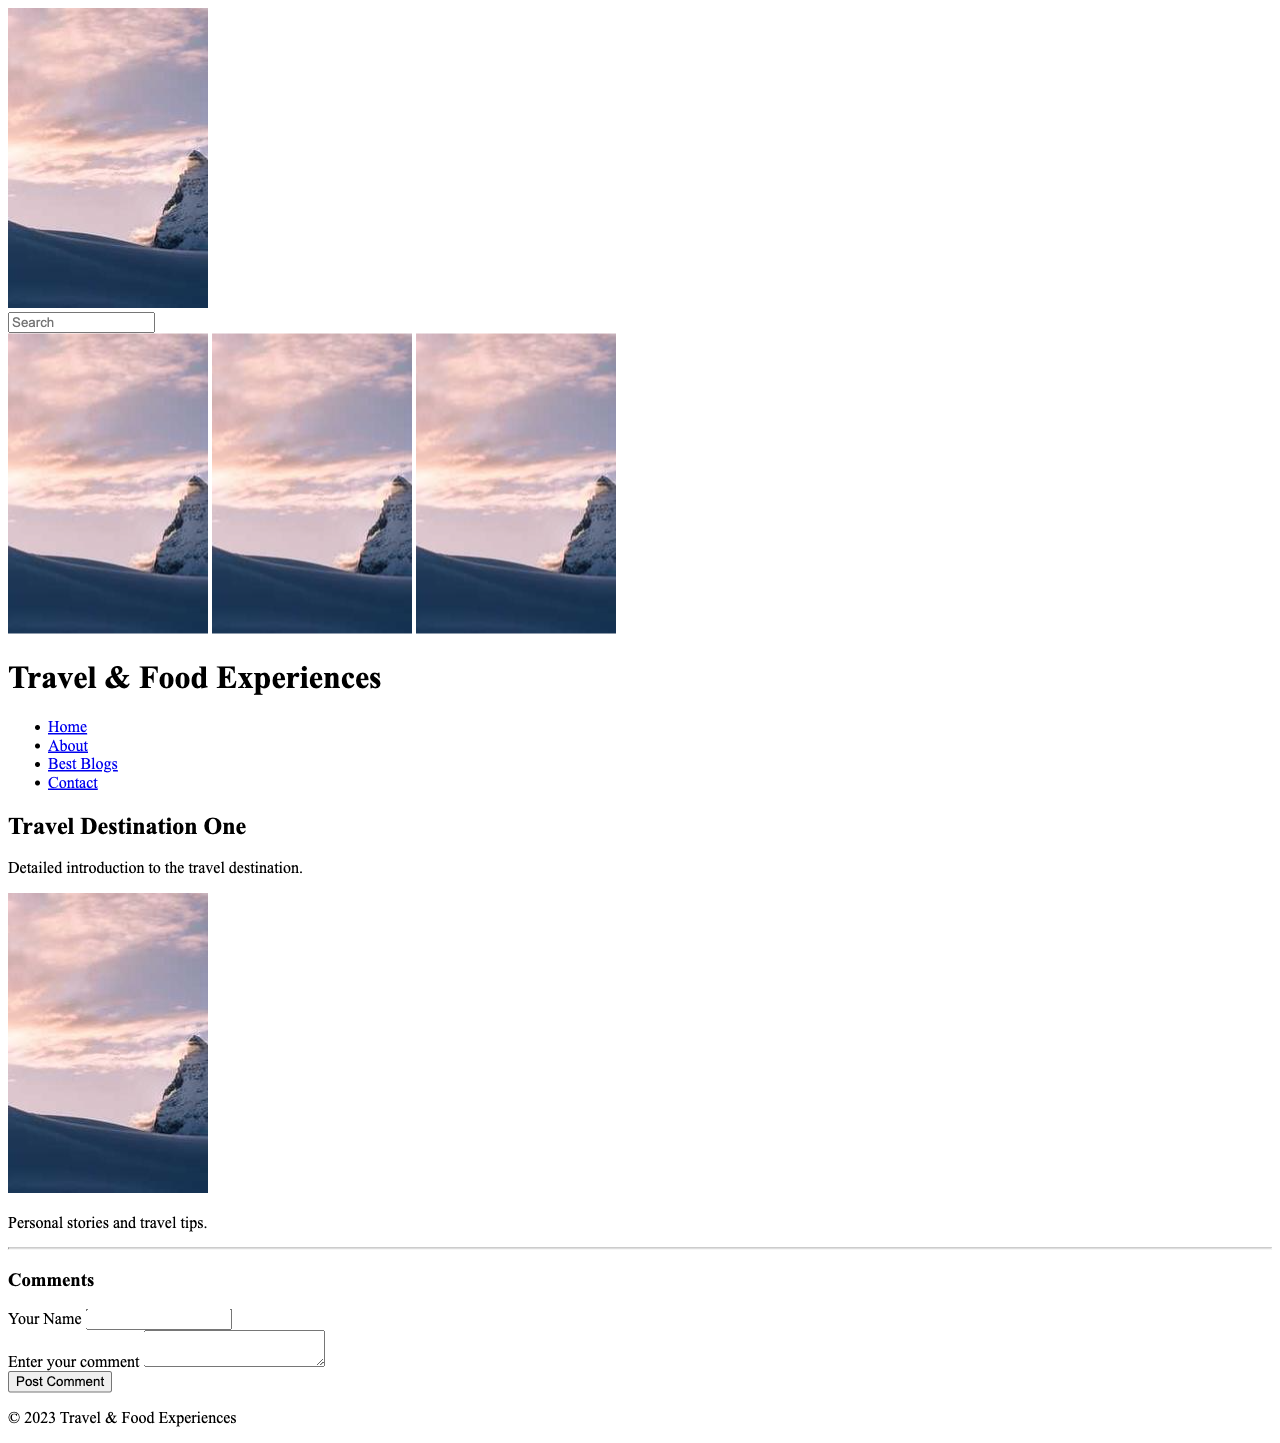 Search
Travel & Food Experiences
Home
About
Best Blogs
Contact
Travel Destination One
Detailed introduction to the travel destination.
Personal stories and travel tips.
Comments
Your Name
Enter your comment
Post Comment
© 2023 Travel & Food Experiences